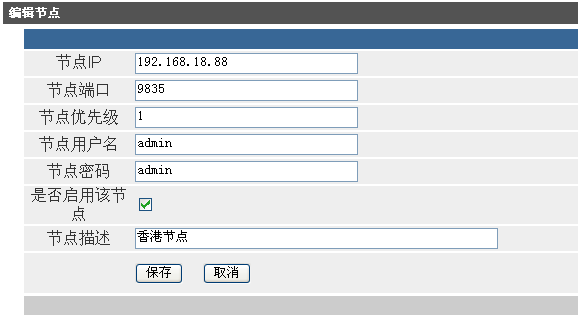 编辑节点
节点IP 192.168.18.88
节点端口 9835
节点优先级 1
节点用户名 admin
节点密码 admin
是否启用该节
点
节点描述 香港节点
保存 取消